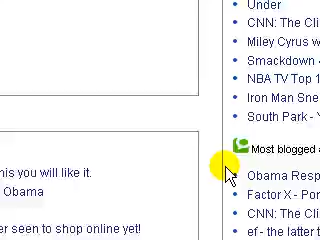 Under
CNN: The Cli
Miley Cyrus w
Smackdown
NBA TV Top 1
Iron Man Sne
South Park -
Most blogged
his you will like it.
Obama
Obama Resp
Factor X - Por
CNN: The Cli
er seen to shop online yet!
ef - the latter t